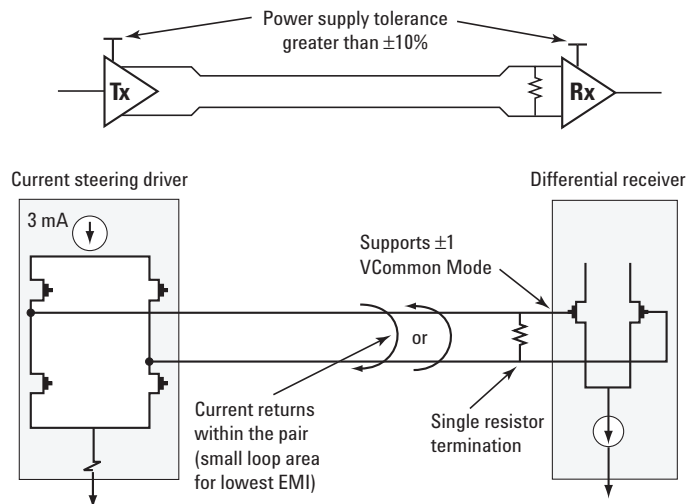 Power supply tolerance
greater than ±10%
Tx
Rx
Current steering driver
Differential receiver
3 mA
Supports ±1
VCommon Mode
or
Current returns
within the pair
(small loop area
for lowest EMI)
Single resistor
termination